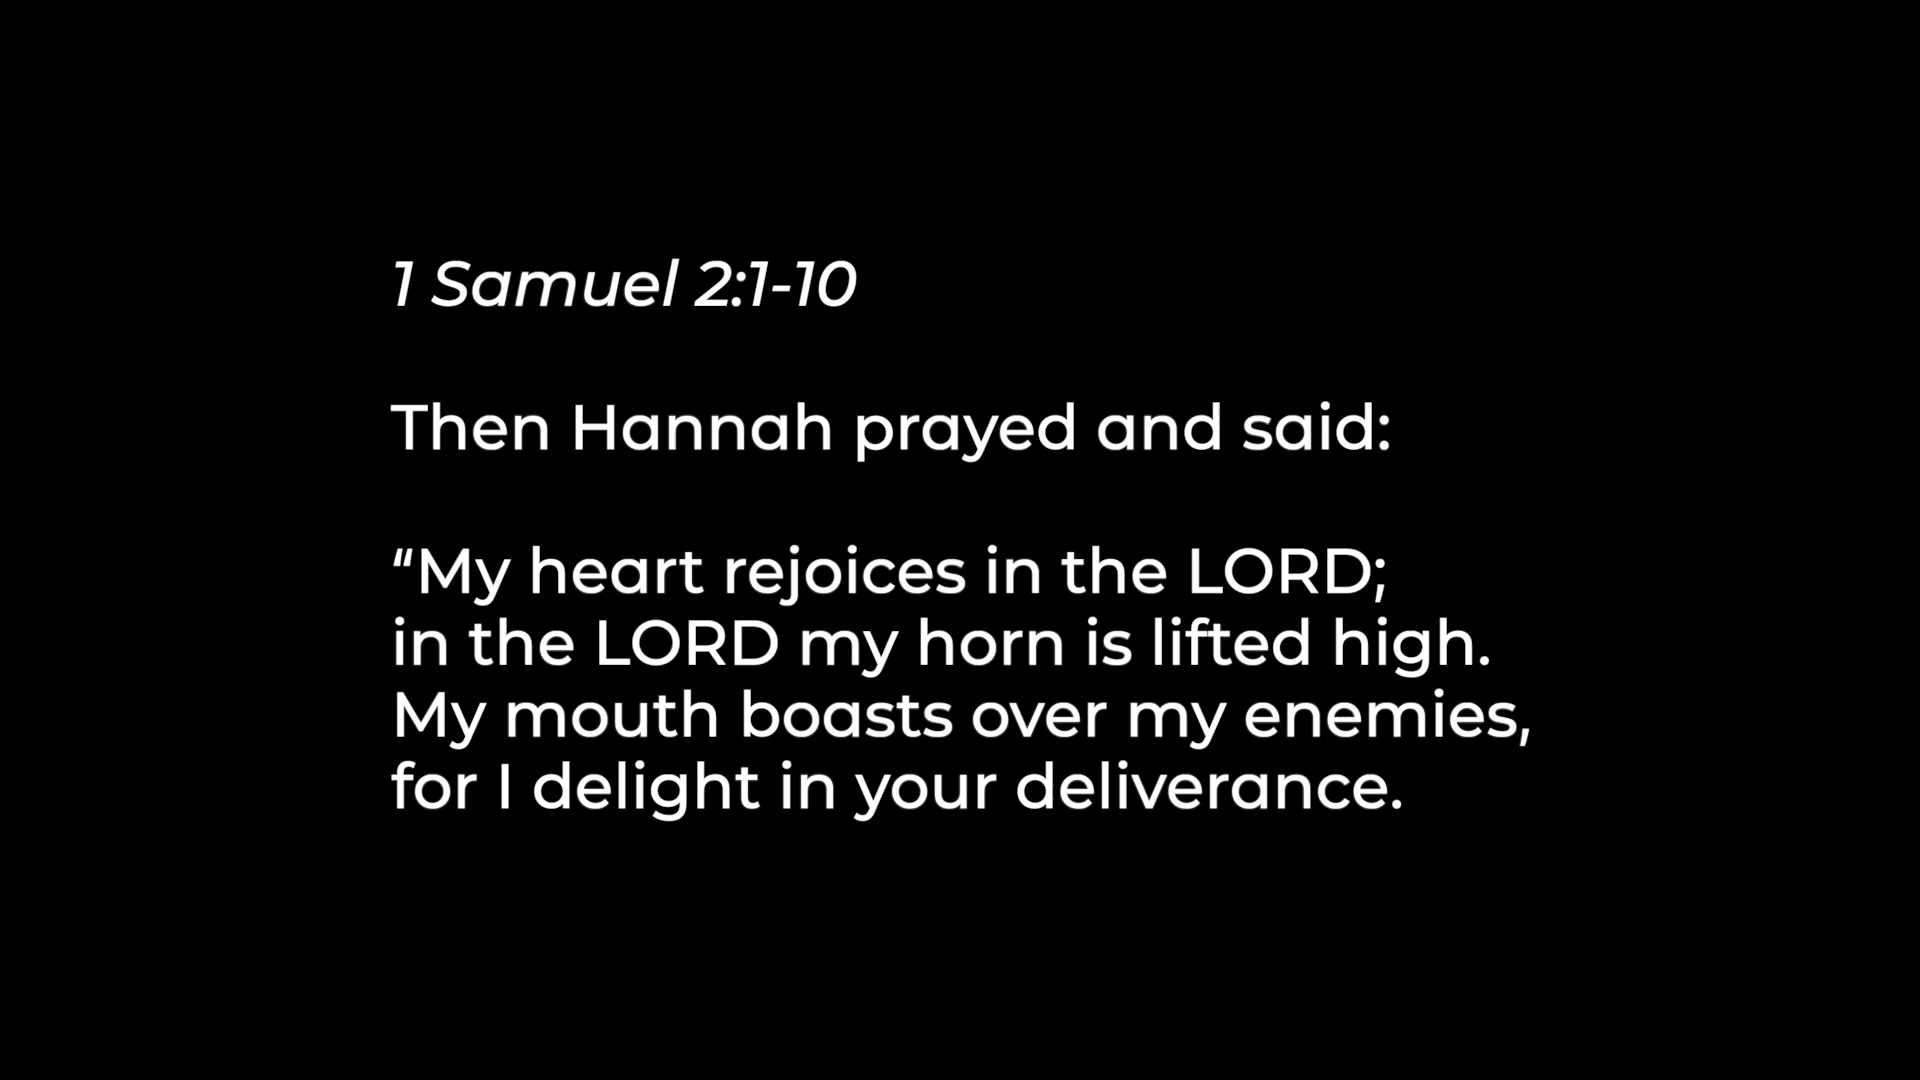 1 Samuel 2:1-10
Then Hannah prayed and said:
“My heart rejoices in the LORD;
in the LORD my horn is lifted high.
My mouth boasts over my enemies,
for I delight in your deliverance.